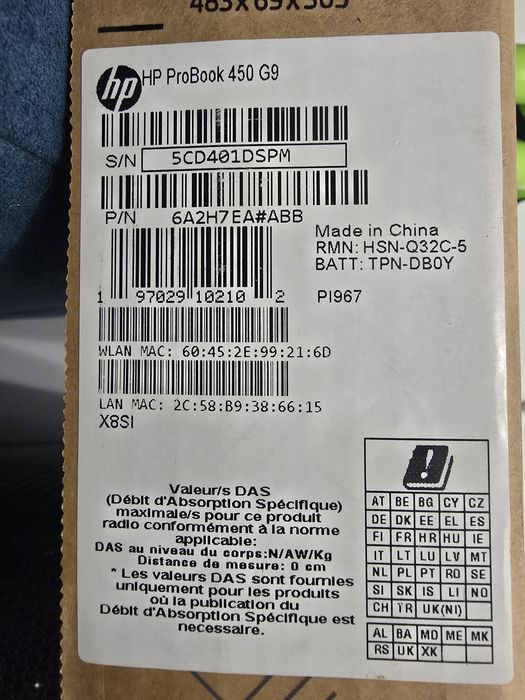 483x69x305
hp
HP ProBook 450 G9
S/N 5CD401DSPM
P/N 6A2H7EA#ABB
Made in China
RMN: HSN-Q32C-5
BATT: TPN-DB0Y
1 97029 10210 2
PI967
WLAN MAC: 60:45:2E:99:21:6D
LAN MAC: 2C:58:B9:38:66:15
X8SI
Valeur/s DAS
(Débit d'Absorption Spécifique)
maximale/s pour ce produit
radio conformément à la norme
applicable:
DAS au niveau du corps:N/AW/Kg
Distance de mesure: 0 cm
* Les valeurs DAS sont fournies
uniquement pour les produits
où la publication du
Débit d'Absorption Spécifique est
necessaire.
!
AT BE BG CY CZ
DE DK EE EL ES
FI FR HR HU IE
IT LT LU LV MT
NL PL PT RO SE
SI SK IS LI NO
CH TR UK(NI)
AL BA MD ME MK
RS UK XK